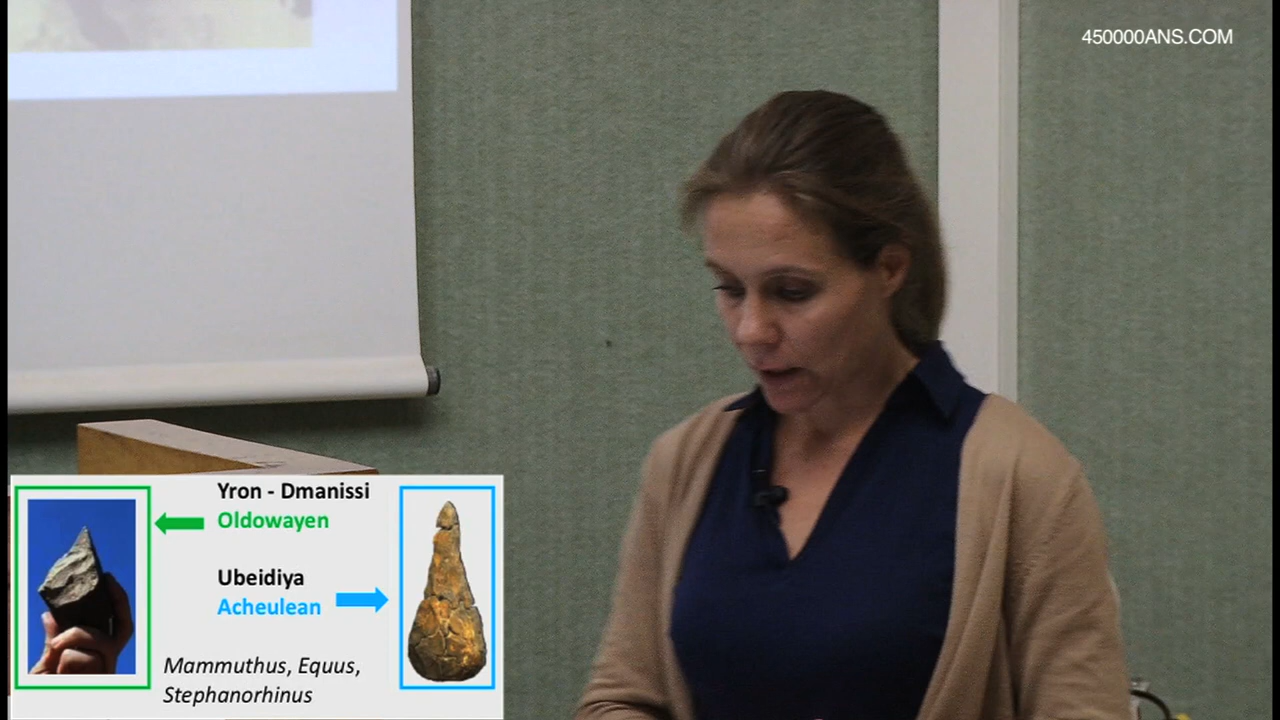 450000ANS.COM
Yron - Dmanissi
Oldowayen
Ubeidiya
Acheulean
Mammuthus, Equus,
Stephanorhinus